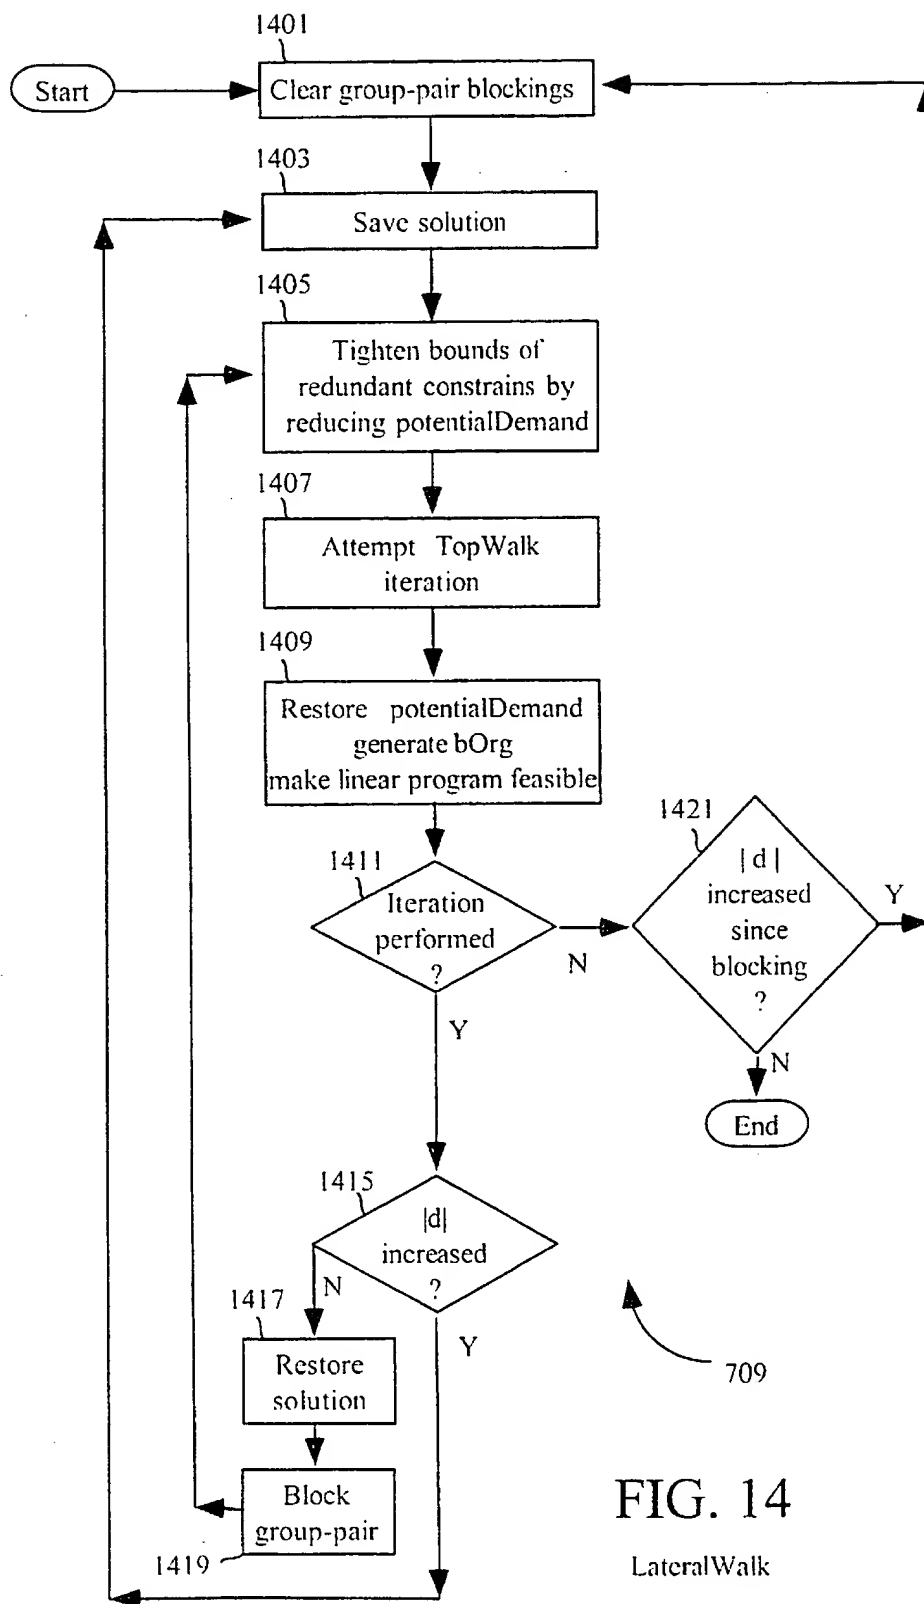 1401
Start
Clear group-pair blockings
1403
Save solution
1405
Tighten bounds of
redundant constrains by
reducing potentialDemand
1407
Attempt TopWalk
iteration
1409
Restore potentialDemand
generate bOrg
make linear program feasible
1411
Iteration
performed
?
N
Y
1421
| d |
increased
since
blocking
?
Y
N
End
1415
|d|
increased
?
N
Y
1417
Restore
solution
Block
group-pair
1419
709
FIG. 14
LateralWalk